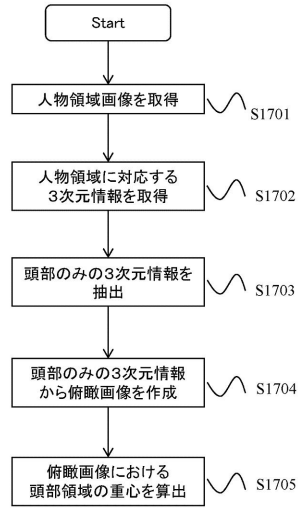 Start
人物領域画像を取得
S1701
人物領域に対応する
3次元情報を取得
S1702
頭部のみの3次元情報を
抽出
S1703
頭部のみの3次元情報
から俯瞰画像を作成
S1704
俯瞰画像における
頭部領域の重心を算出
S1705